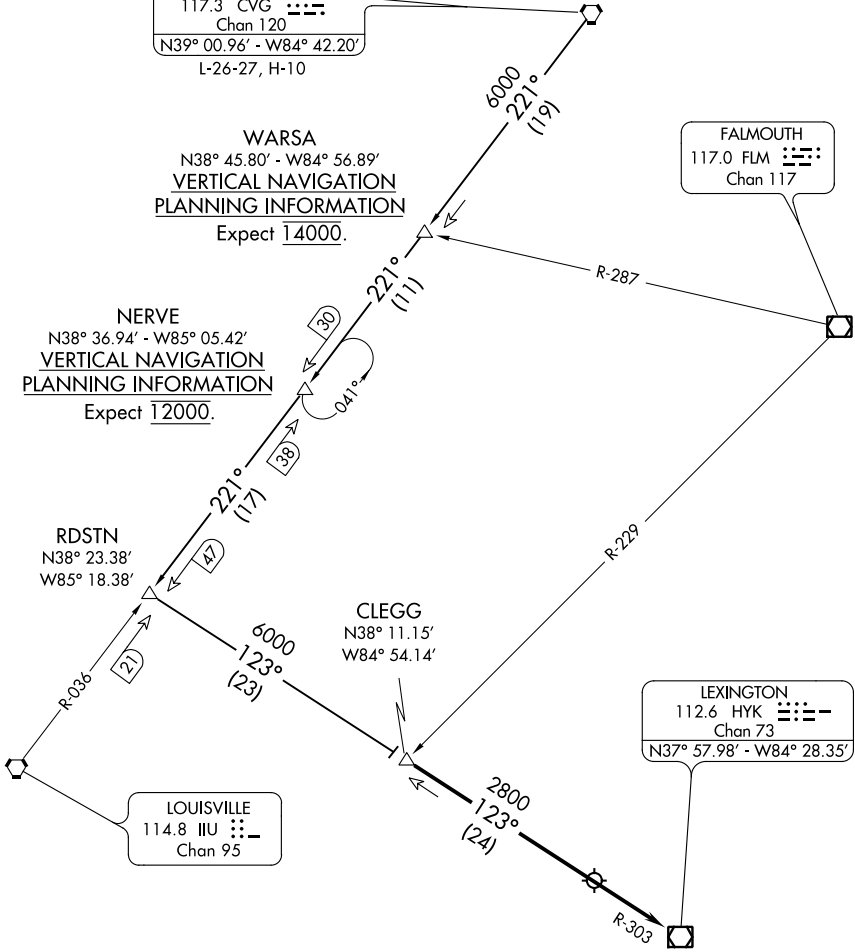 117.3 CVG
Chan 120
N39° 00.96' - W84° 42.20'
L-26-27, H-10
6000
221°
(19)
WARSA
N38° 45.80' - W84° 56.89'
VERTICAL NAVIGATION
PLANNING INFORMATION
Expect 14000.
FALMOUTH
117.0 FLM
Chan 117
R-287
221°
(11)
NERVE
N38° 36.94' - W85° 05.42'
VERTICAL NAVIGATION
PLANNING INFORMATION
Expect 12000.
30
041°
38
221°
(17)
RDSTN
N38° 23.38'
W85° 18.38'
47
R-229
CLEGG
N38° 11.15'
W84° 54.14'
6000
123°
(23)
21
R-036
LEXINGTON
112.6 HYK
Chan 73
N37° 57.98' - W84° 28.35'
LOUISVILLE
114.8 IIU
Chan 95
2800
123°
(24)
R-303